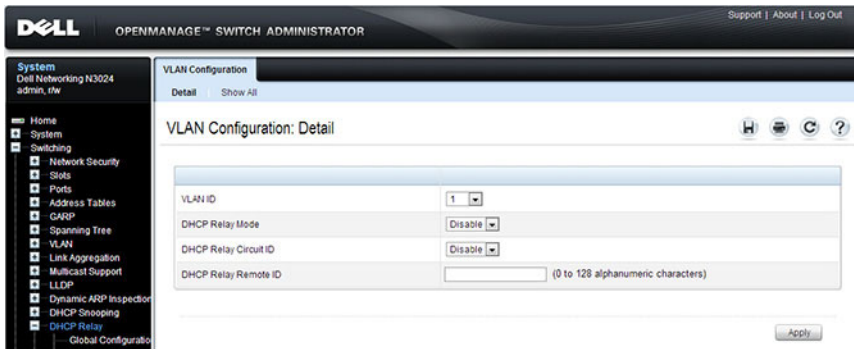 Support | About | Log Out
DELL OPENMANAGE™ SWITCH ADMINISTRATOR
System
Dell Networking N3024
admin, r/w
Home
System
Switching
Network Security
Slots
Ports
Address Tables
GARP
Spanning Tree
VLAN
Link Aggregation
Multicast Support
LLDP
Dynamic ARP Inspection
DHCP Snooping
DHCP Relay
Global Configuratio
VLAN Configuration
Detail Show All
VLAN Configuration: Detail
?
VLAN ID 1
DHCP Relay Mode Disable
DHCP Relay Circuit ID Disable
DHCP Relay Remote ID (0 to 128 alphanumeric characters)
Apply